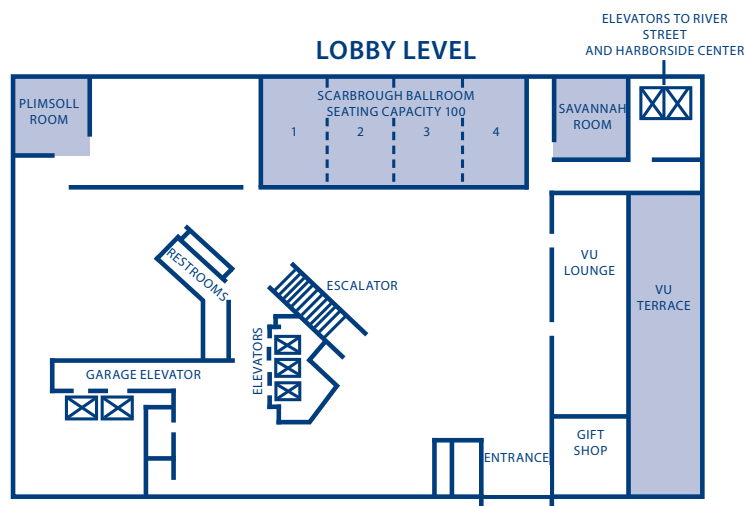 ELEVATORS TO RIVER
STREET
AND HARBORSIDE CENTER
LOBBY LEVEL
PLIMSOLL
ROOM
SCARBROUGH BALLROOM
SEATING CAPACITY 100
1 2 3 4
SAVANNAH
ROOM
RESTROOMS
ESCALATOR
VU
LOUNGE
VU
TERRACE
ELEVATORS
GARAGE ELEVATOR
GIFT
SHOP
ENTRANCE